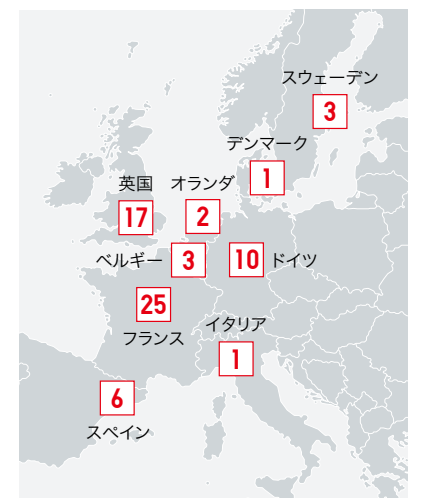 スウェーデン
3
デンマーク
1
英国
17
オランダ
2
ベルギー
3
10
ドイツ
25
フランス
イタリア
1
6
スペイン